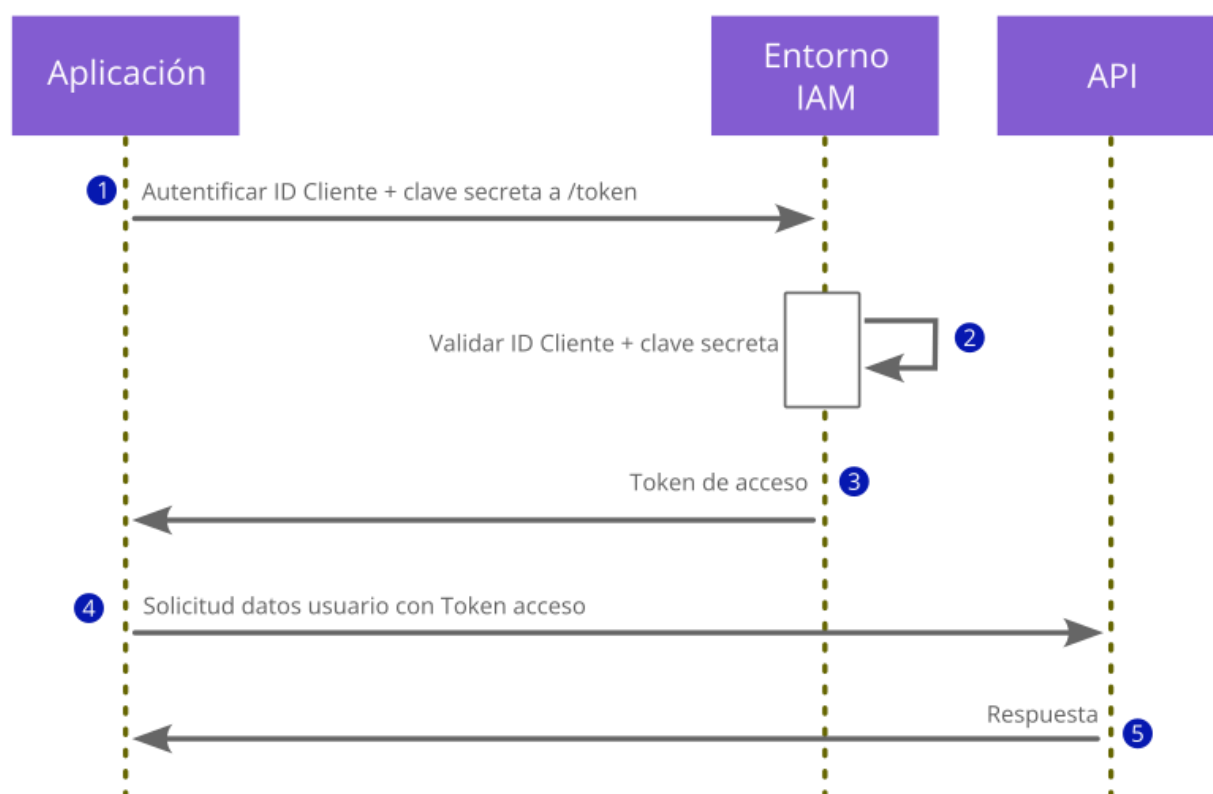 Aplicación
Entorno
IAM
API
1
Autentificar ID Cliente + clave secreta a /token
Validar ID Cliente + clave secreta
2
Token de acceso
3
4
Solicitud datos usuario con Token acceso
Respuesta
5